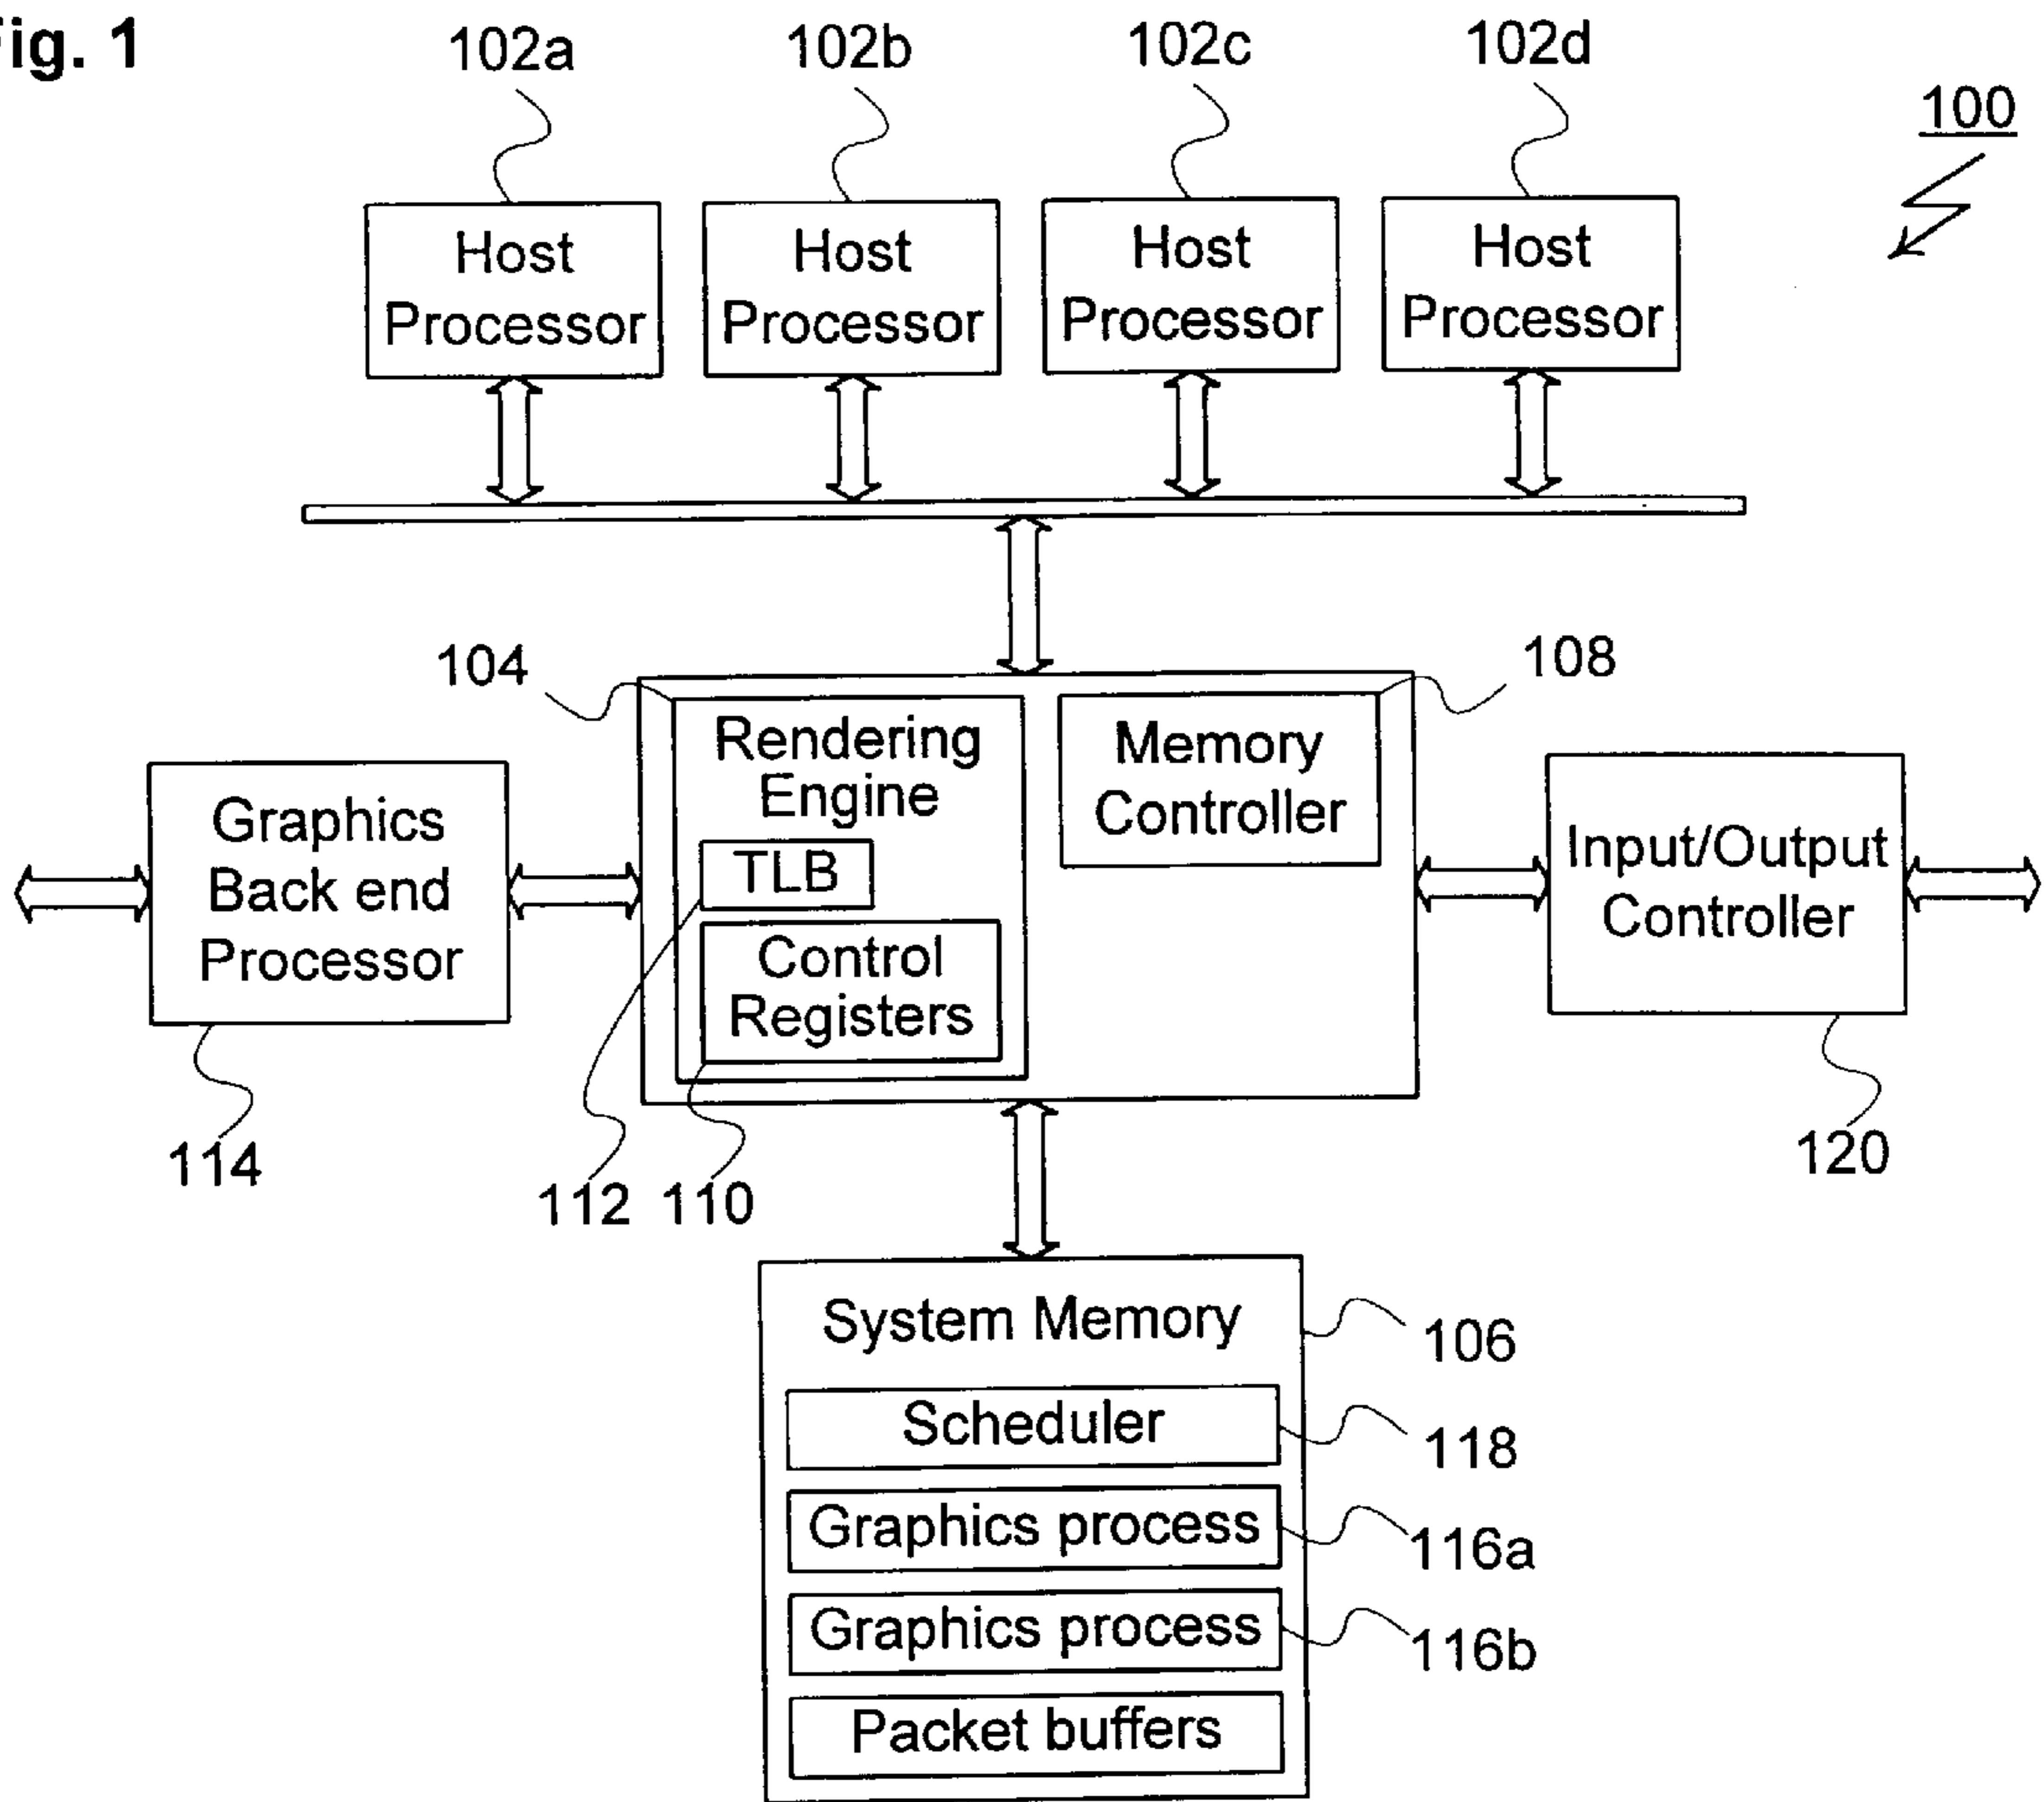 Fig. 1
102a
102b
102c
102d
100
Host
Processor
Host
Processor
Host
Processor
Host
Processor
104
108
Rendering
Engine
TLB
Control
Registers
Memory
Controller
Graphics
Back end
Processor
Input/Output
Controller
114
112
110
120
System Memory
106
Scheduler
118
Graphics process
116a
Graphics process
116b
Packet buffers